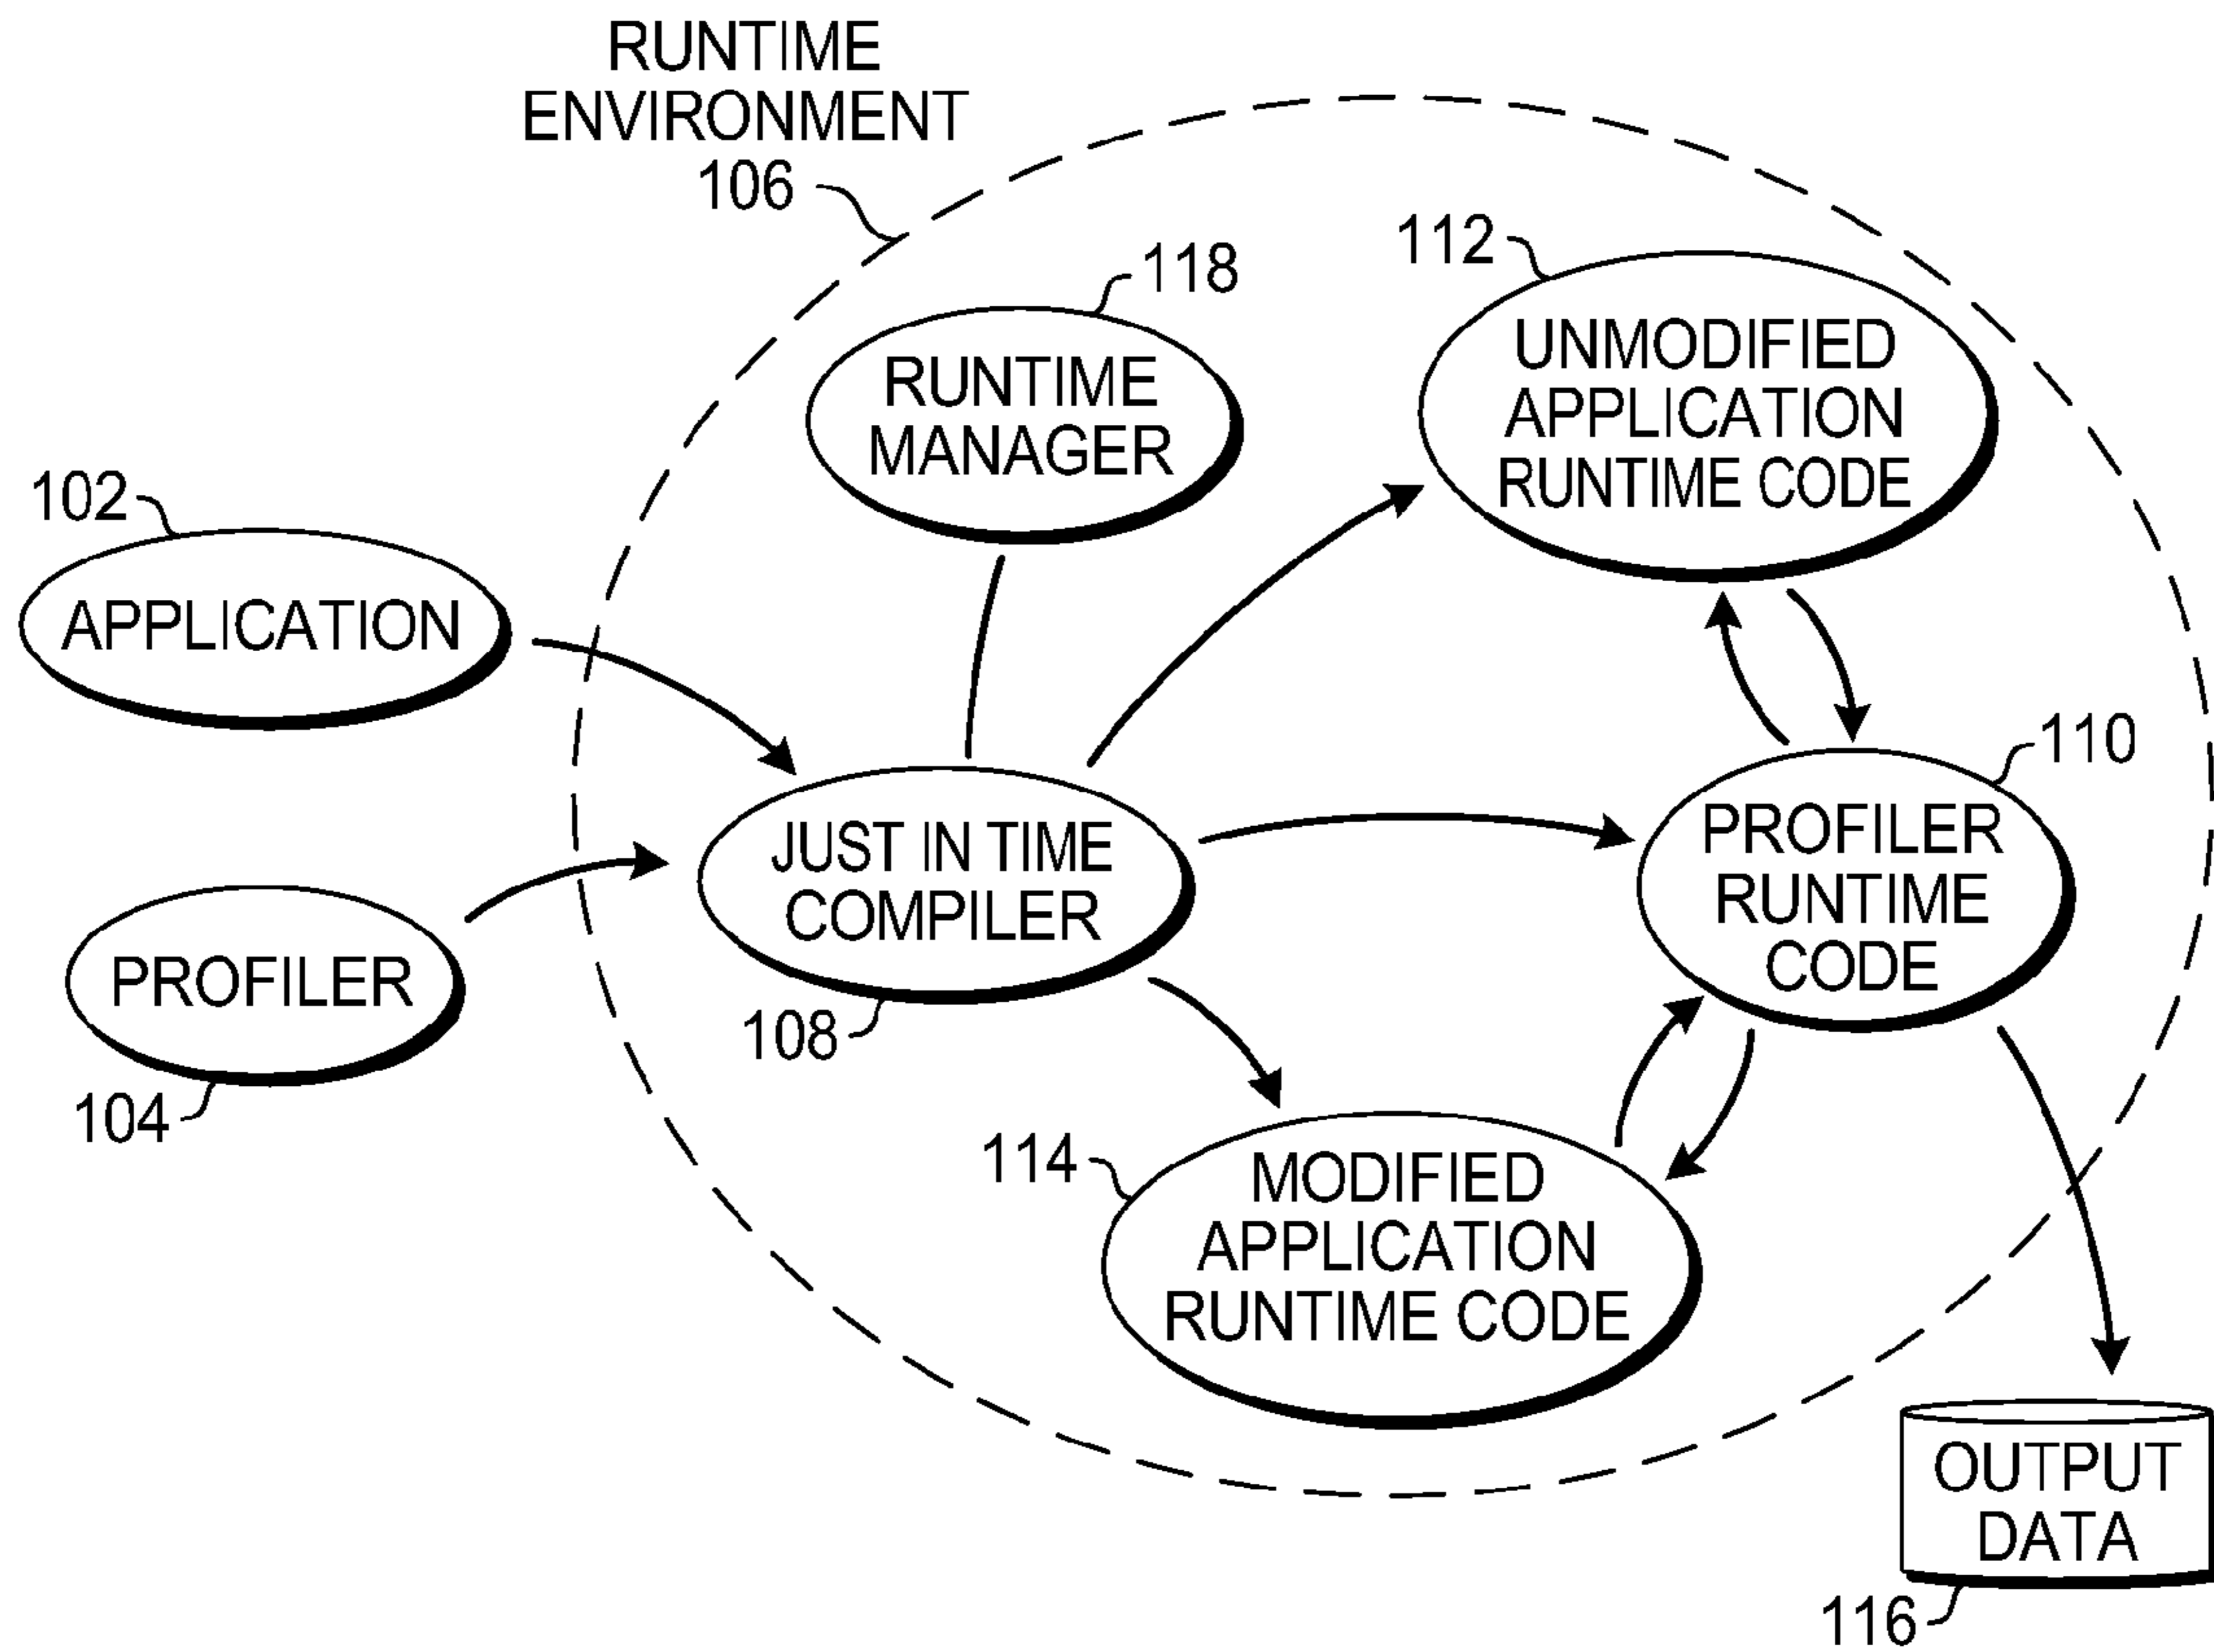 RUNTIME
ENVIRONMENT
106
118
RUNTIME
MANAGER
112
UNMODIFIED
APPLICATION
RUNTIME CODE
102
APPLICATION
110
PROFILER
RUNTIME
CODE
JUST IN TIME
COMPILER
108
PROFILER
104
114
MODIFIED
APPLICATION
RUNTIME CODE
OUTPUT
DATA
116